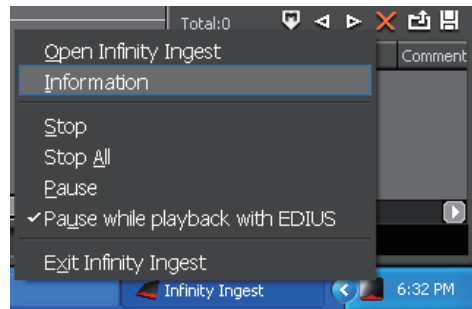 Total:0
Open Infinity Ingest
Comment
Information
Stop
Stop All
Pause
Pause while playback with EDIUS
Exit Infinity Ingest
Infinity Ingest
6:32 PM